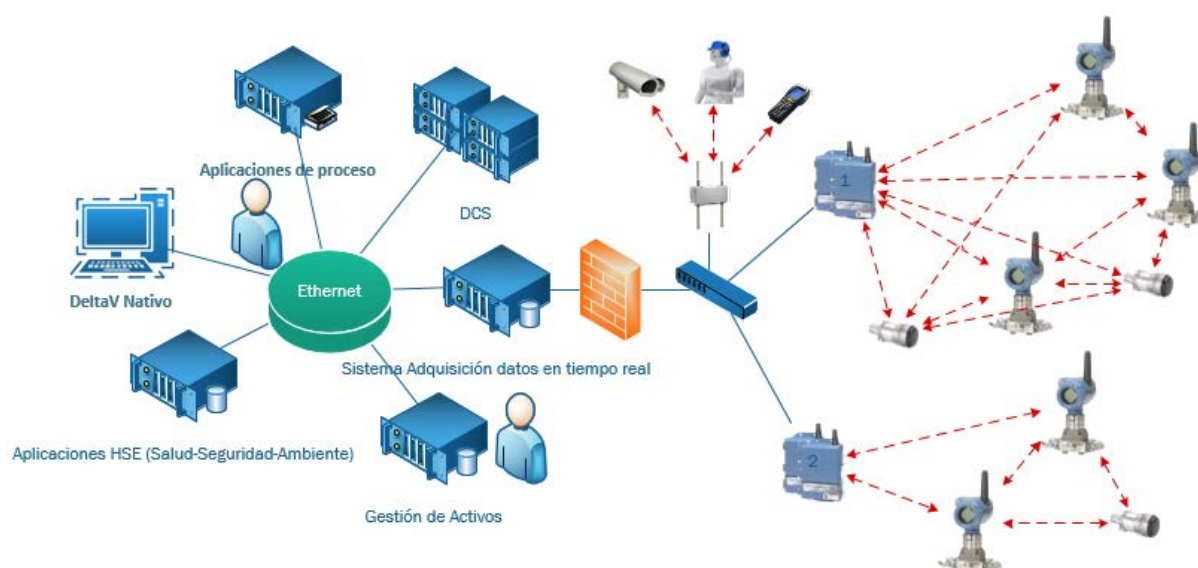 Aplicaciones de proceso
DCS
1
DeltaV Nativo
Ethernet
Sistema Adquisición datos en tiempo real
Aplicaciones HSE (Salud-Seguridad-Ambiente)
2
Gestión de Activos